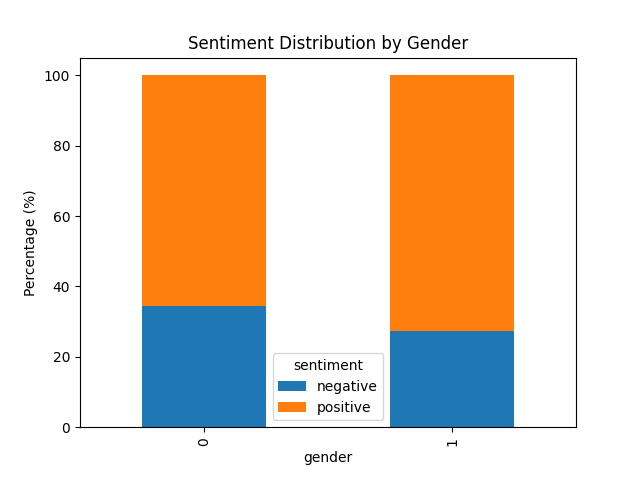 Sentiment Distribution by Gender
Percentage (%)
100
80
60
40
20
0
sentiment
negative
positive
0
1
gender